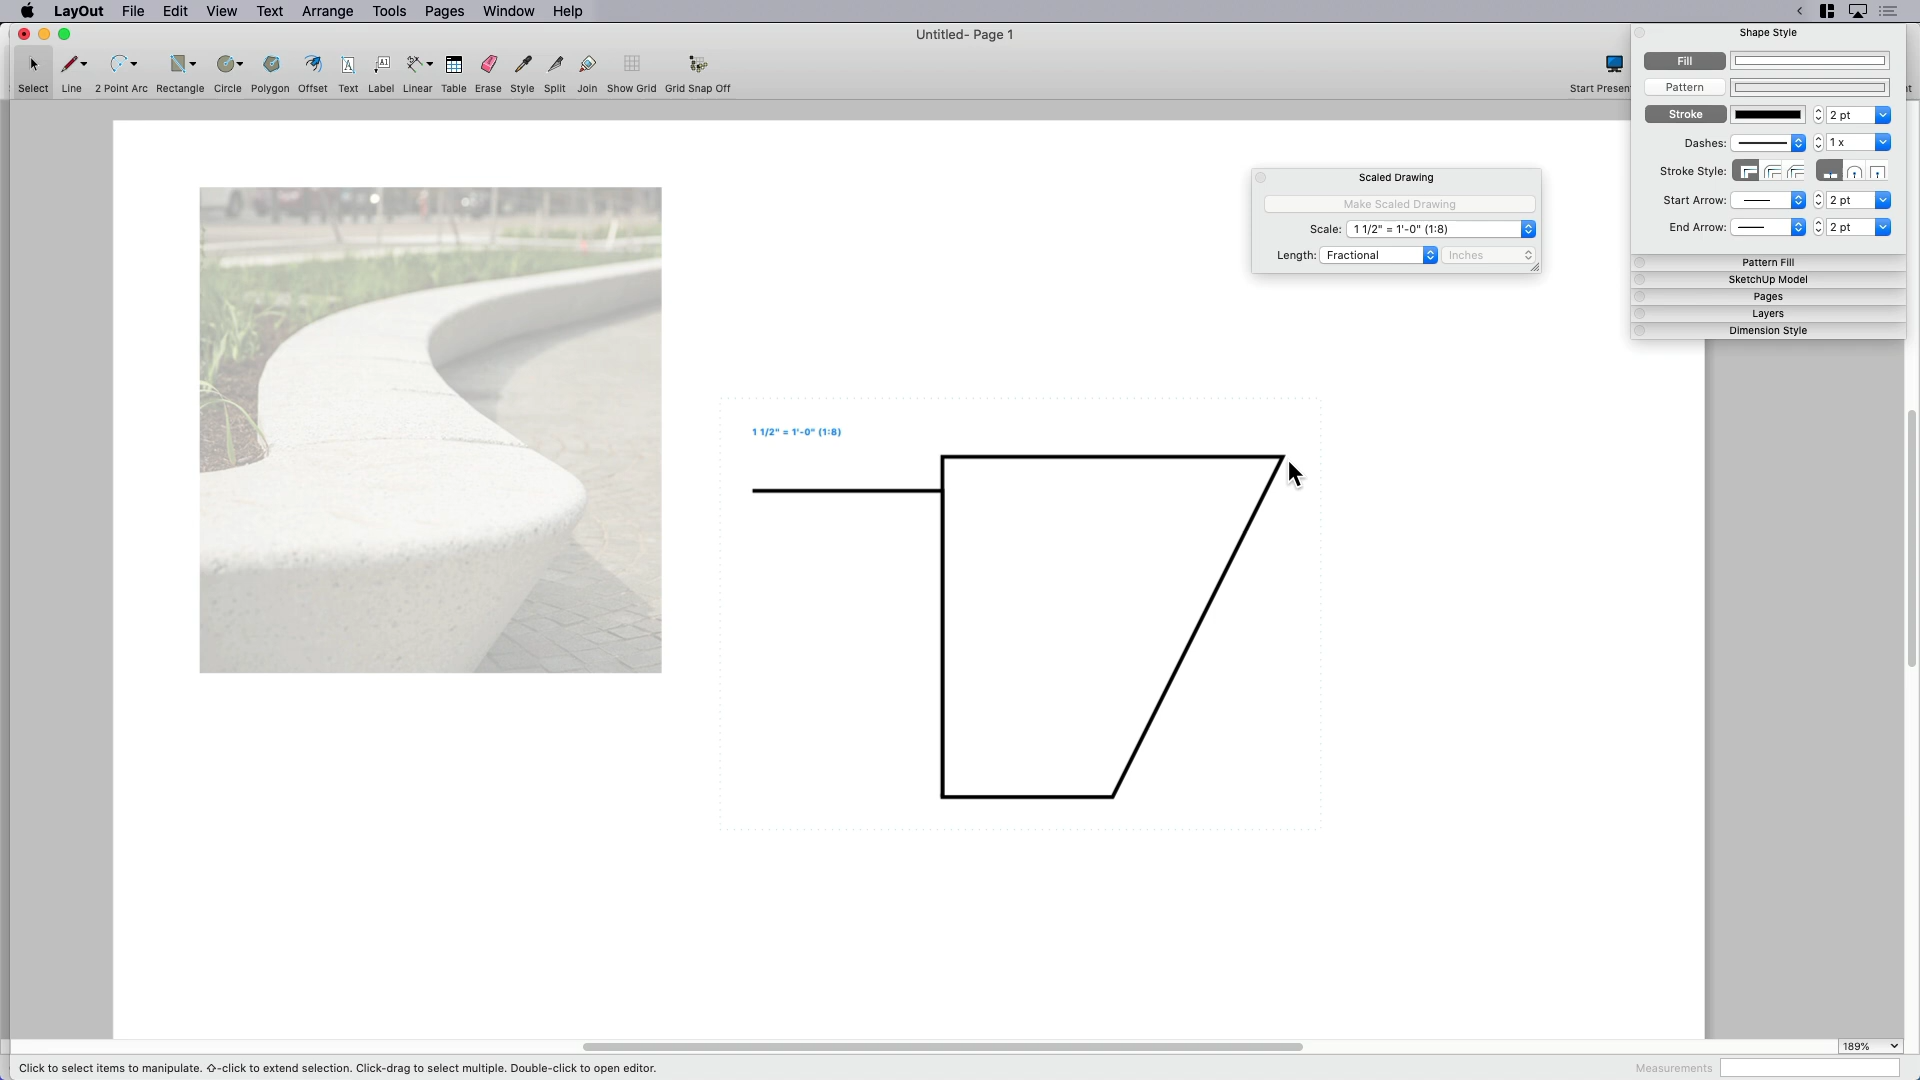 LayOut File Edit View Text Arrange Tools Pages Window Help
Untitled- Page 1
Select Line 2 Point Arc Rectangle Circle Polygon Offset Text Label Linear Table Erase Style Split Join Show Grid Grid Snap Off
Start Presen
Shape Style
Fill
Pattern
Stroke 2 pt
Dashes: 1 x
Stroke Style:
Start Arrow: 2 pt
End Arrow: 2 pt
Pattern Fill
SketchUp Model
Pages
Layers
Dimension Style
Scaled Drawing
Make Scaled Drawing
Scale: 1 1/2" = 1'-0" (1:8)
Length: Fractional Inches
1 1/2" = 1'-0" (1:8)
189%
Click to select items to manipulate. ⇧-click to extend selection. Click-drag to select multiple. Double-click to open editor.
Measurements